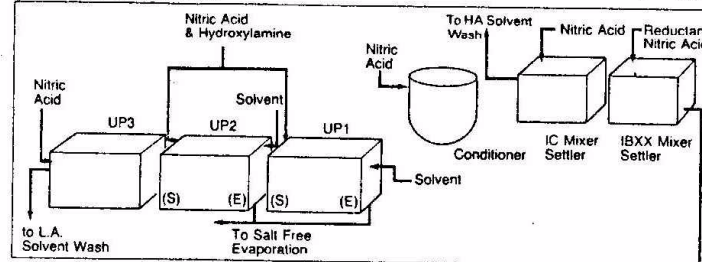 Nitric Acid
& Hydroxylamine
To HA Solvent
Wash
Nitric Acid
Reductan
Nitric Acid
Nitric
Acid
Nitric
Acid
Solvent
UP3
UP2
UP1
Conditioner
IC Mixer
Settler
IBXX Mixer
Settler
Solvent
(S)
(E)
(S)
(E)
to L.A.
Solvent Wash
To Salt Free
Evaporation